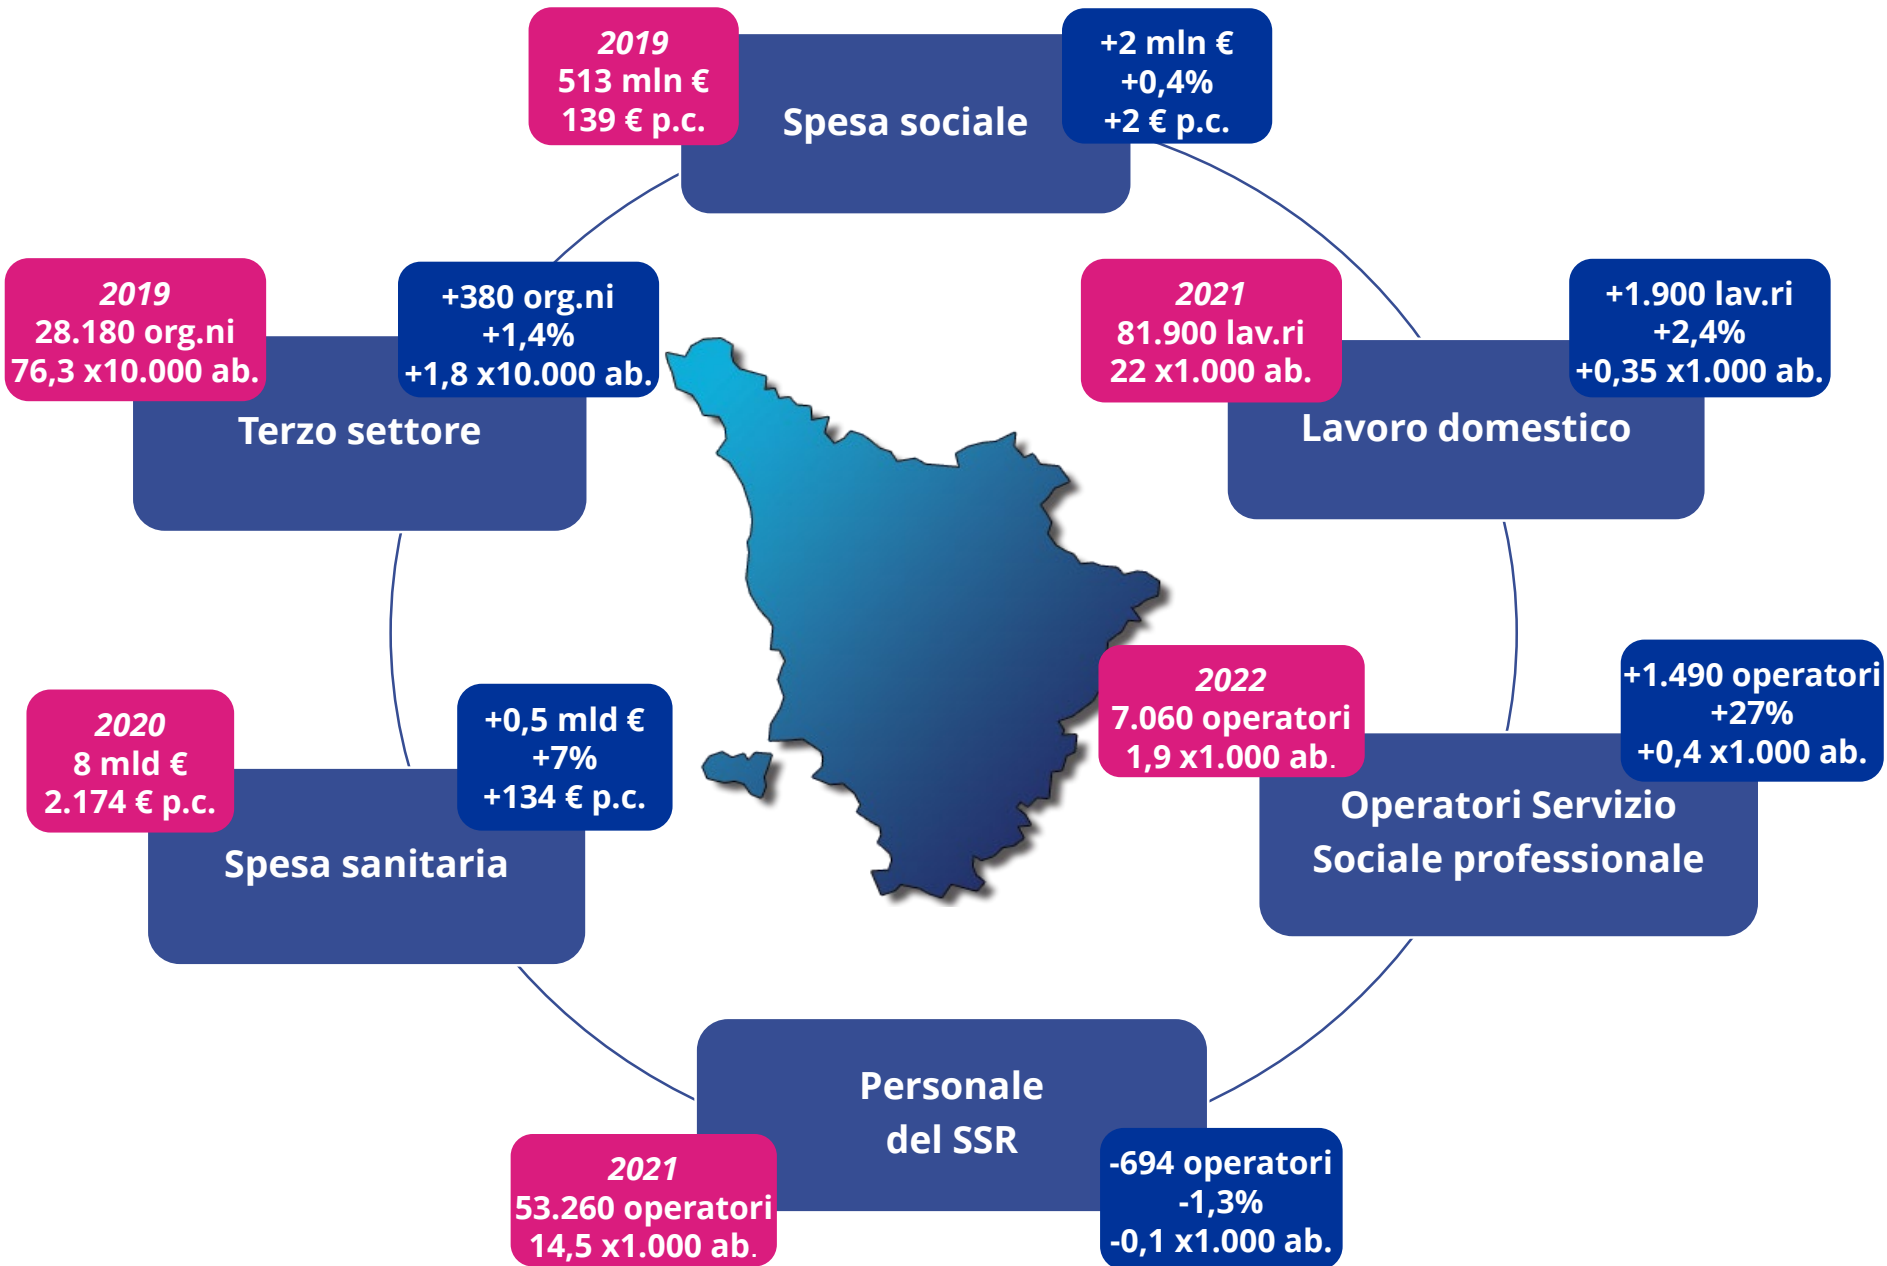 2019
513 mln €
139 € p.c.
Spesa sociale
+2 mln €
+0,4%
+2 € p.c.
2019
28.180 org.ni
76,3 x10.000 ab.
+380 org.ni
+1,4%
+1,8 x10.000 ab.
Terzo settore
2021
81.900 lav.ri
22 x1.000 ab.
+1.900 lav.ri
+2,4%
+0,35 x1.000 ab.
Lavoro domestico
2020
8 mld €
2.174 € p.c.
+0,5 mld €
+7%
+134 € p.c.
Spesa sanitaria
2022
7.060 operatori
1,9 x1.000 ab.
+1.490 operatori
+27%
+0,4 x1.000 ab.
Operatori Servizio
Sociale professionale
Personale
del SSR
2021
53.260 operatori
14,5 x1.000 ab.
-694 operatori
-1,3%
-0,1 x1.000 ab.